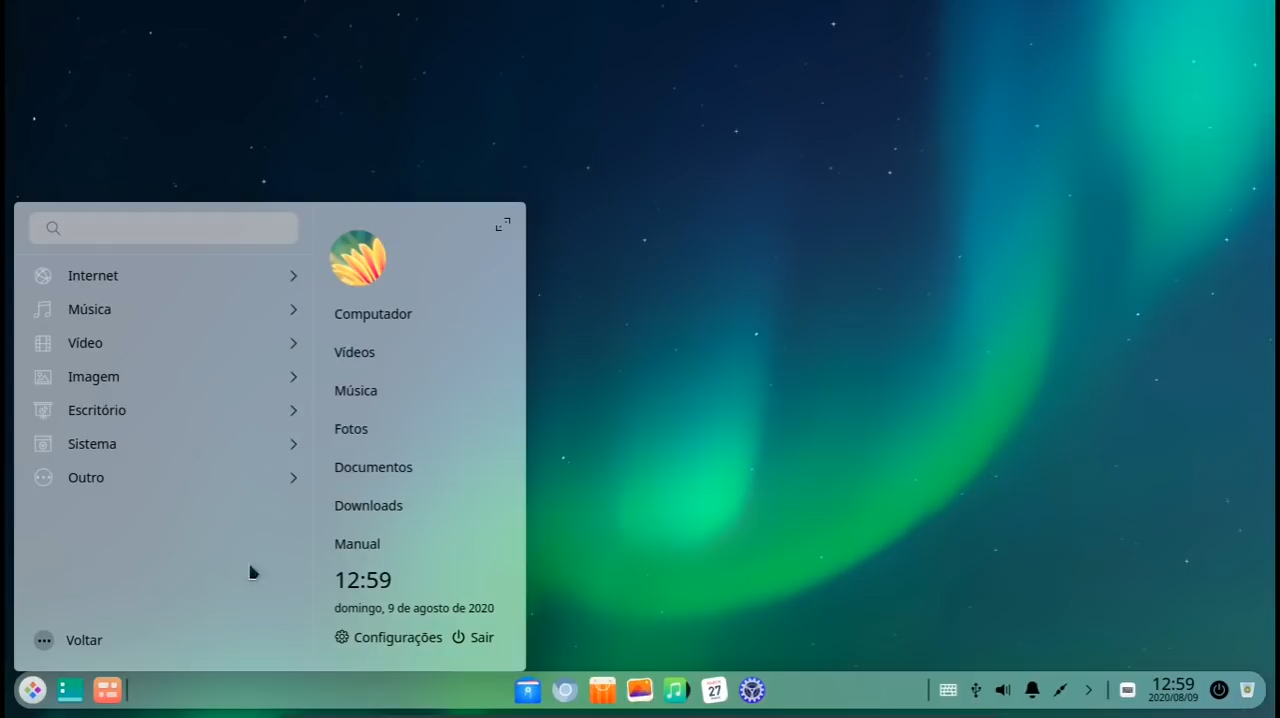 Internet
Música
Vídeo
Imagem
Escritório
Sistema
Outro
Voltar
Computador
Vídeos
Música
Fotos
Documentos
Downloads
Manual
12:59
domingo, 9 de agosto de 2020
Configurações Sair
27
12:59
2020/08/09